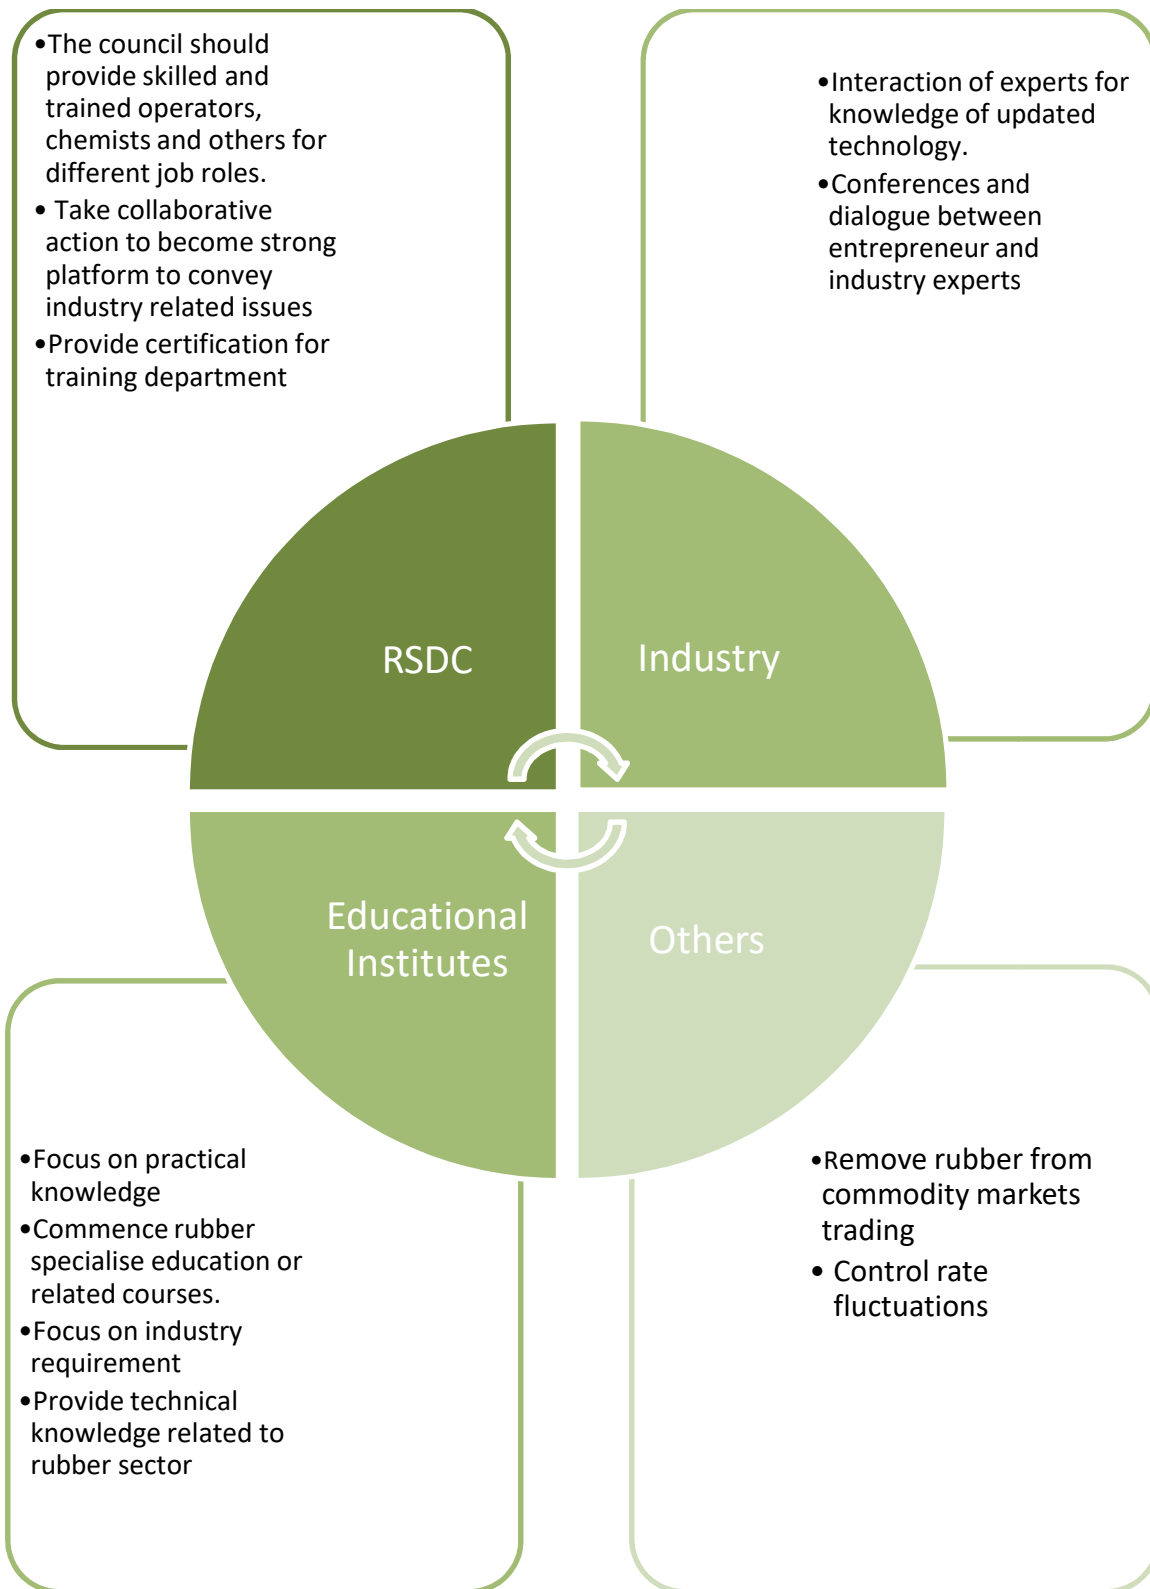 •The council should
provide skilled and
trained operators,
chemists and others for
different job roles.
• Take collaborative
action to become strong
platform to convey
industry related issues
•Provide certification for
training department
•Interaction of experts for
knowledge of updated
technology.
•Conferences and
dialogue between
entrepreneur and
industry experts
RSDC
Industry
Educational
Institutes
Others
•Focus on practical
knowledge
•Commence rubber
specialise education or
related courses.
•Focus on industry
requirement
•Provide technical
knowledge related to
rubber sector
•Remove rubber from
commodity markets
trading
• Control rate
fluctuations